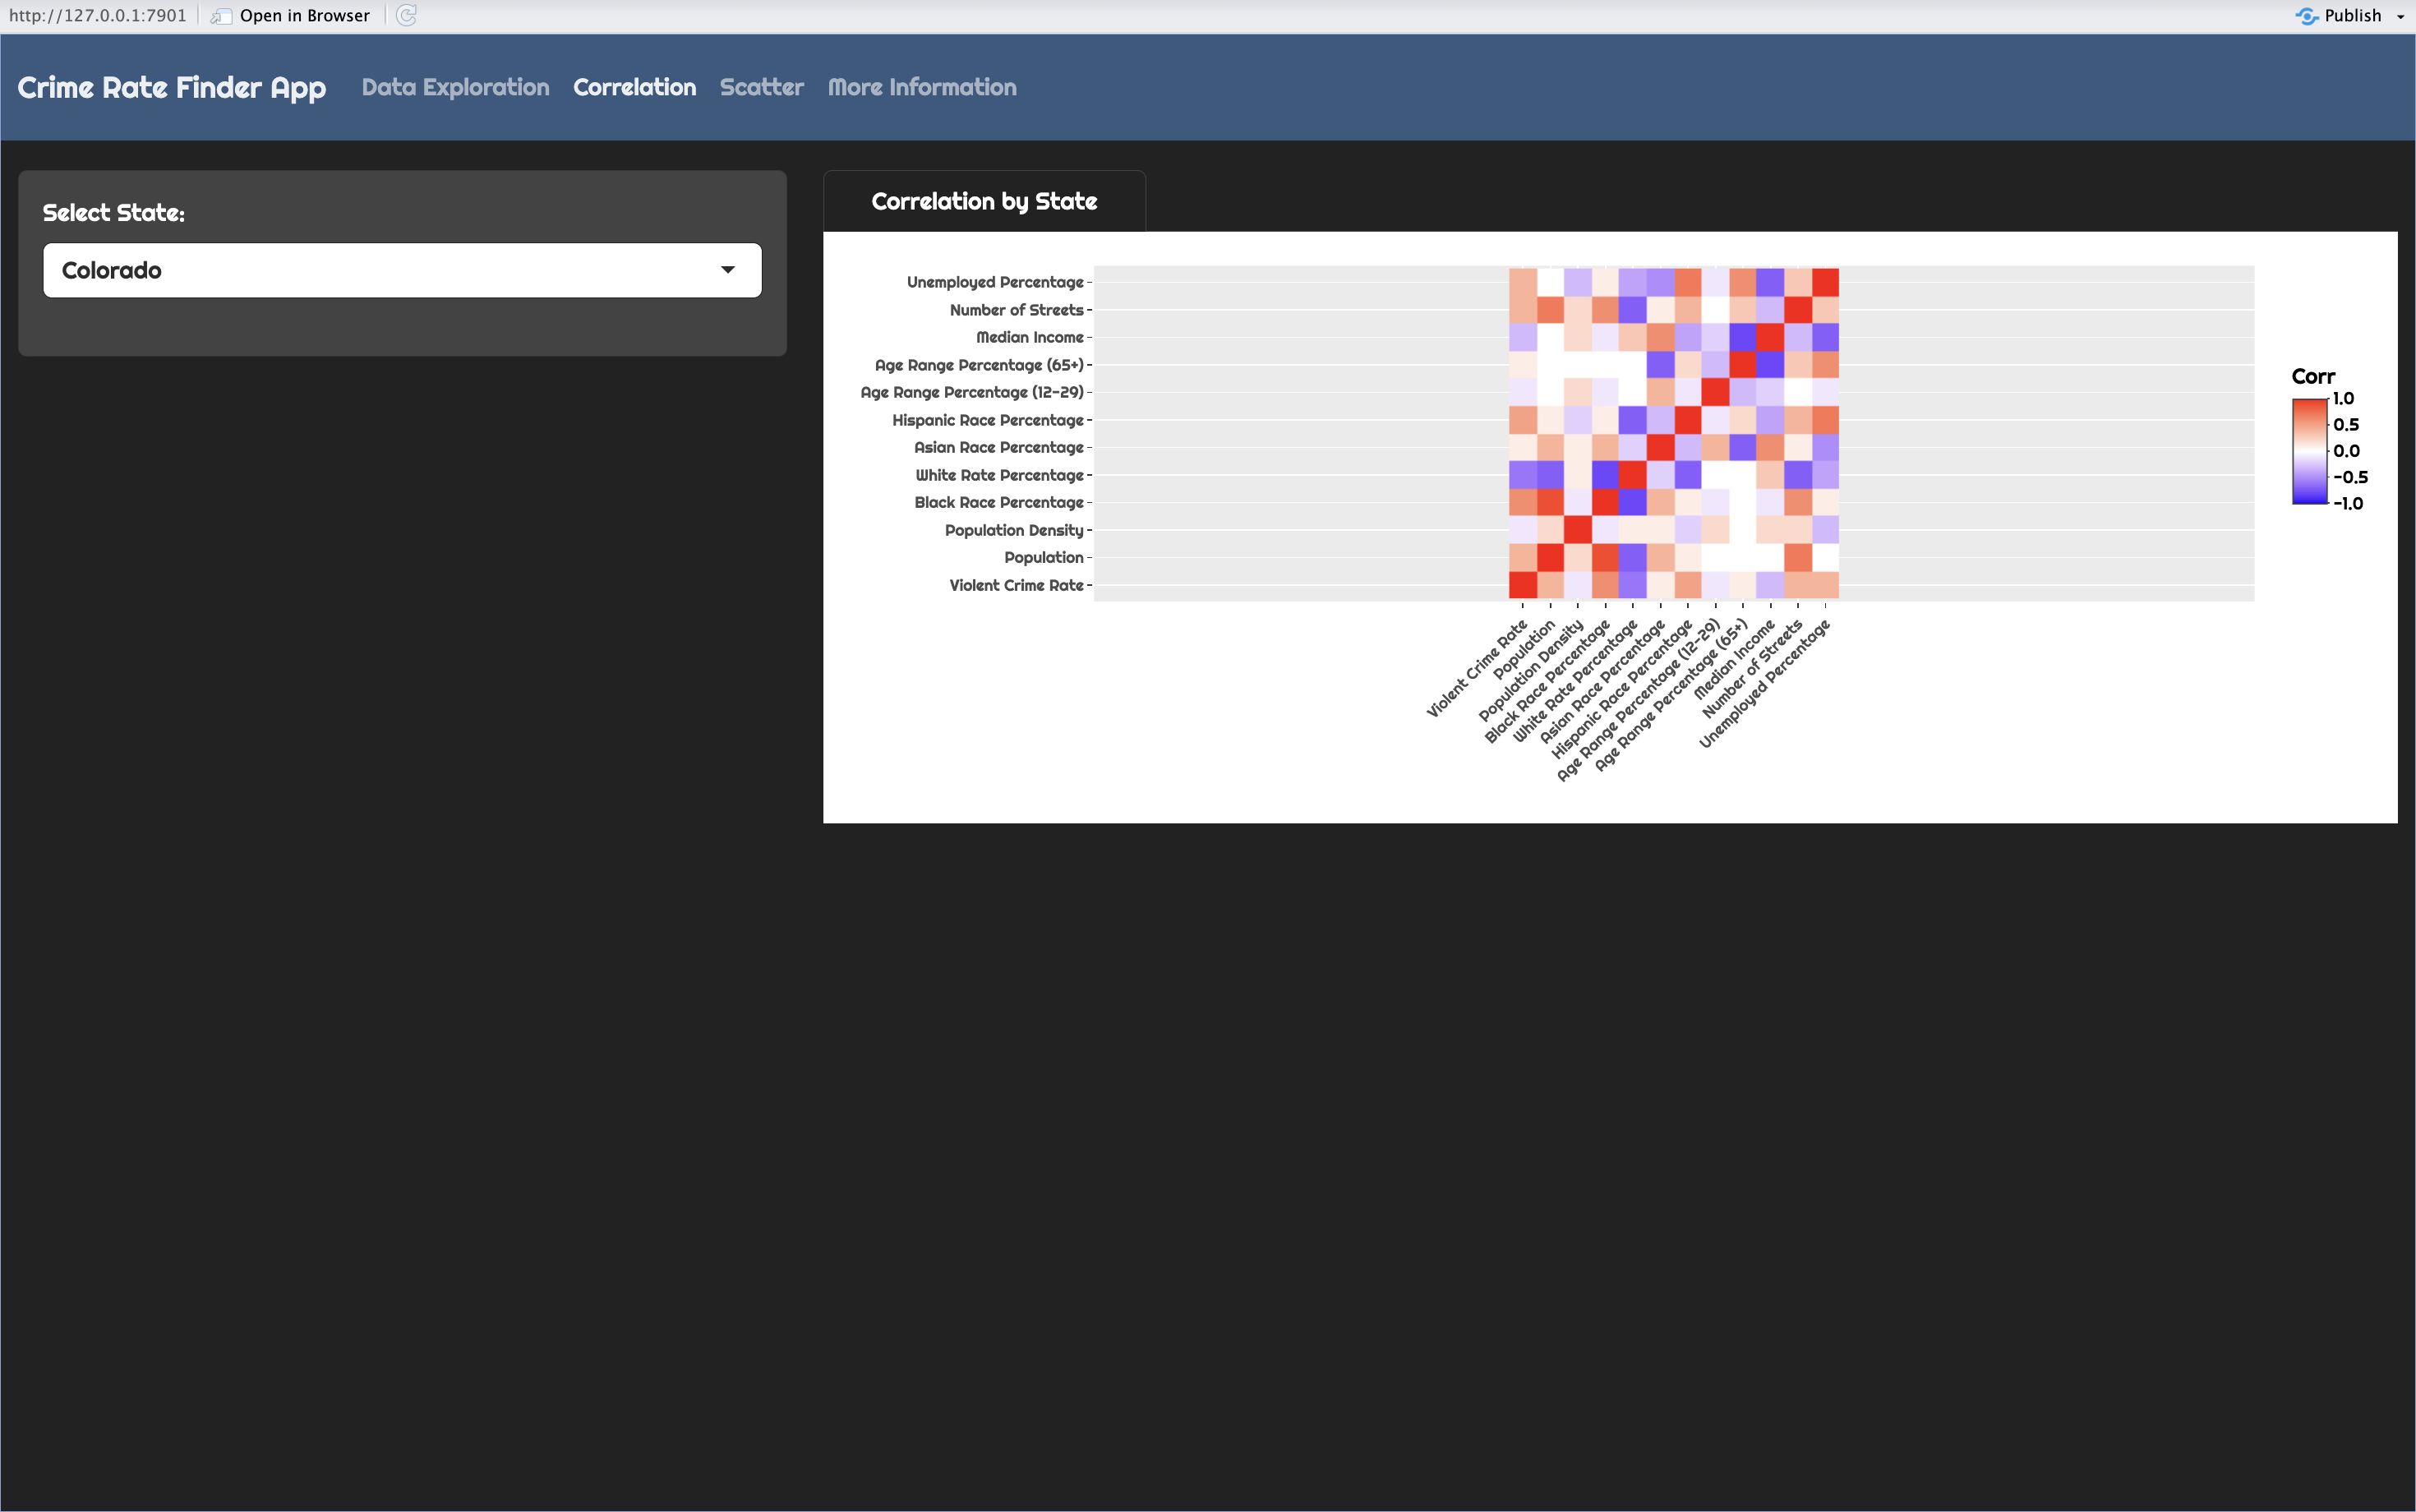 http://127.0.0.1:7901 Open in Browser Publish
Crime Rate Finder App Data Exploration Correlation Scatter More Information
Select State:
Colorado
Correlation by State
Unemployed Percentage
Number of Streets
Median Income
Age Range Percentage (65+)
Age Range Percentage (12-29)
Hispanic Race Percentage
Asian Race Percentage
White Rate Percentage
Black Race Percentage
Population Density
Population
Violent Crime Rate
Violent Crime Rate
Population
Population Density
Black Race Percentage
White Rate Percentage
Asian Race Percentage
Hispanic Race Percentage
Age Range Percentage (12-29)
Age Range Percentage (65+)
Median Income
Number of Streets
Unemployed Percentage
Corr
1.0
0.5
0.0
-0.5
-1.0